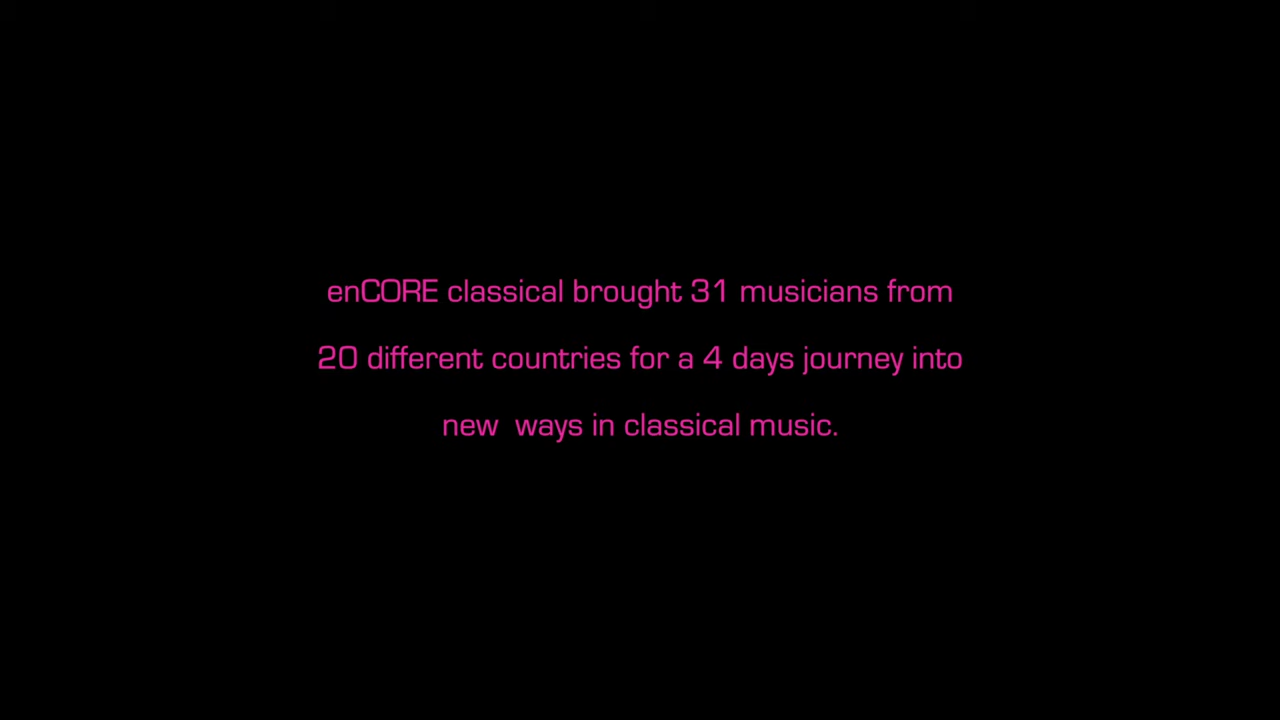 enCORE classical brought 31 musicians from
20 different countries for a 4 days journey into
new  ways in classical music.